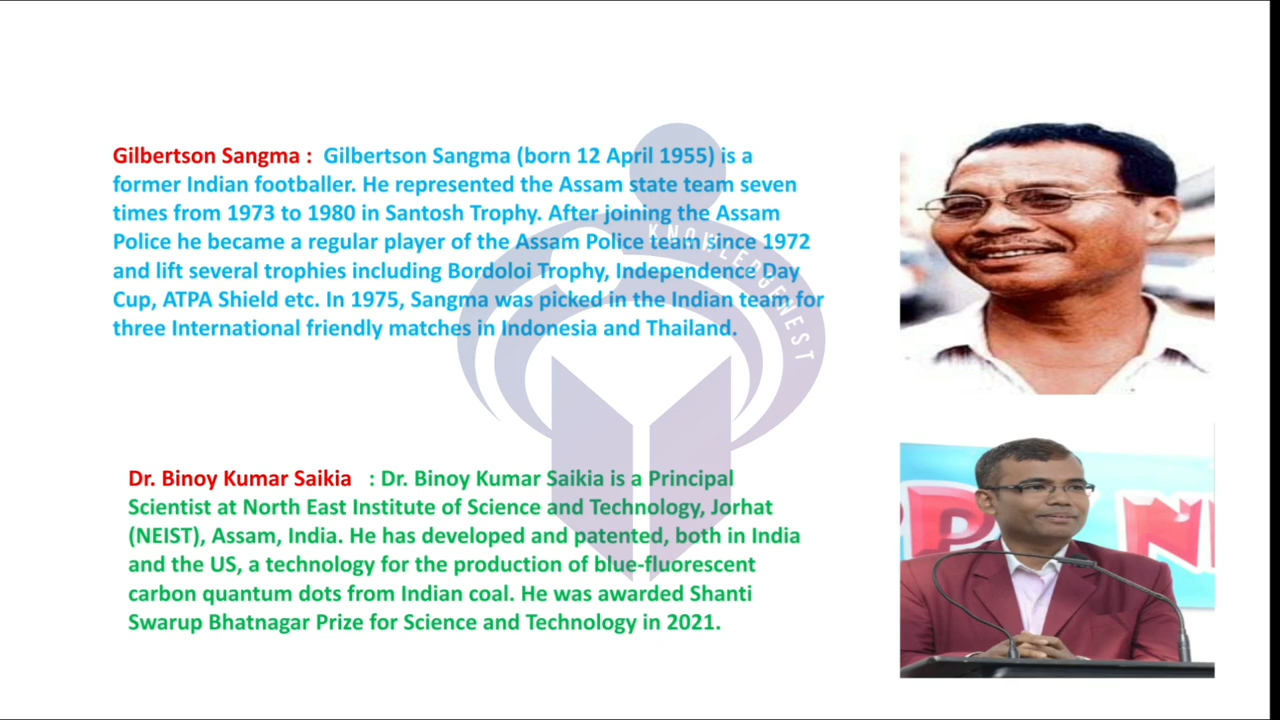 Gilbertson Sangma : Gilbertson Sangma (born 12 April 1955) is a
former Indian footballer. He represented the Assam state team seven
times from 1973 to 1980 in Santosh Trophy. After joining the Assam
Police he became a regular player of the Assam Police team since 1972
and lift several trophies including Bordoloi Trophy, Independence Day
Cup, ATPA Shield etc. In 1975, Sangma was picked in the Indian team for
three International friendly matches in Indonesia and Thailand.
KNOWLEDGENEST
Dr. Binoy Kumar Saikia : Dr. Binoy Kumar Saikia is a Principal
Scientist at North East Institute of Science and Technology, Jorhat
(NEIST), Assam, India. He has developed and patented, both in India
and the US, a technology for the production of blue-fluorescent
carbon quantum dots from Indian coal. He was awarded Shanti
Swarup Bhatnagar Prize for Science and Technology in 2021.